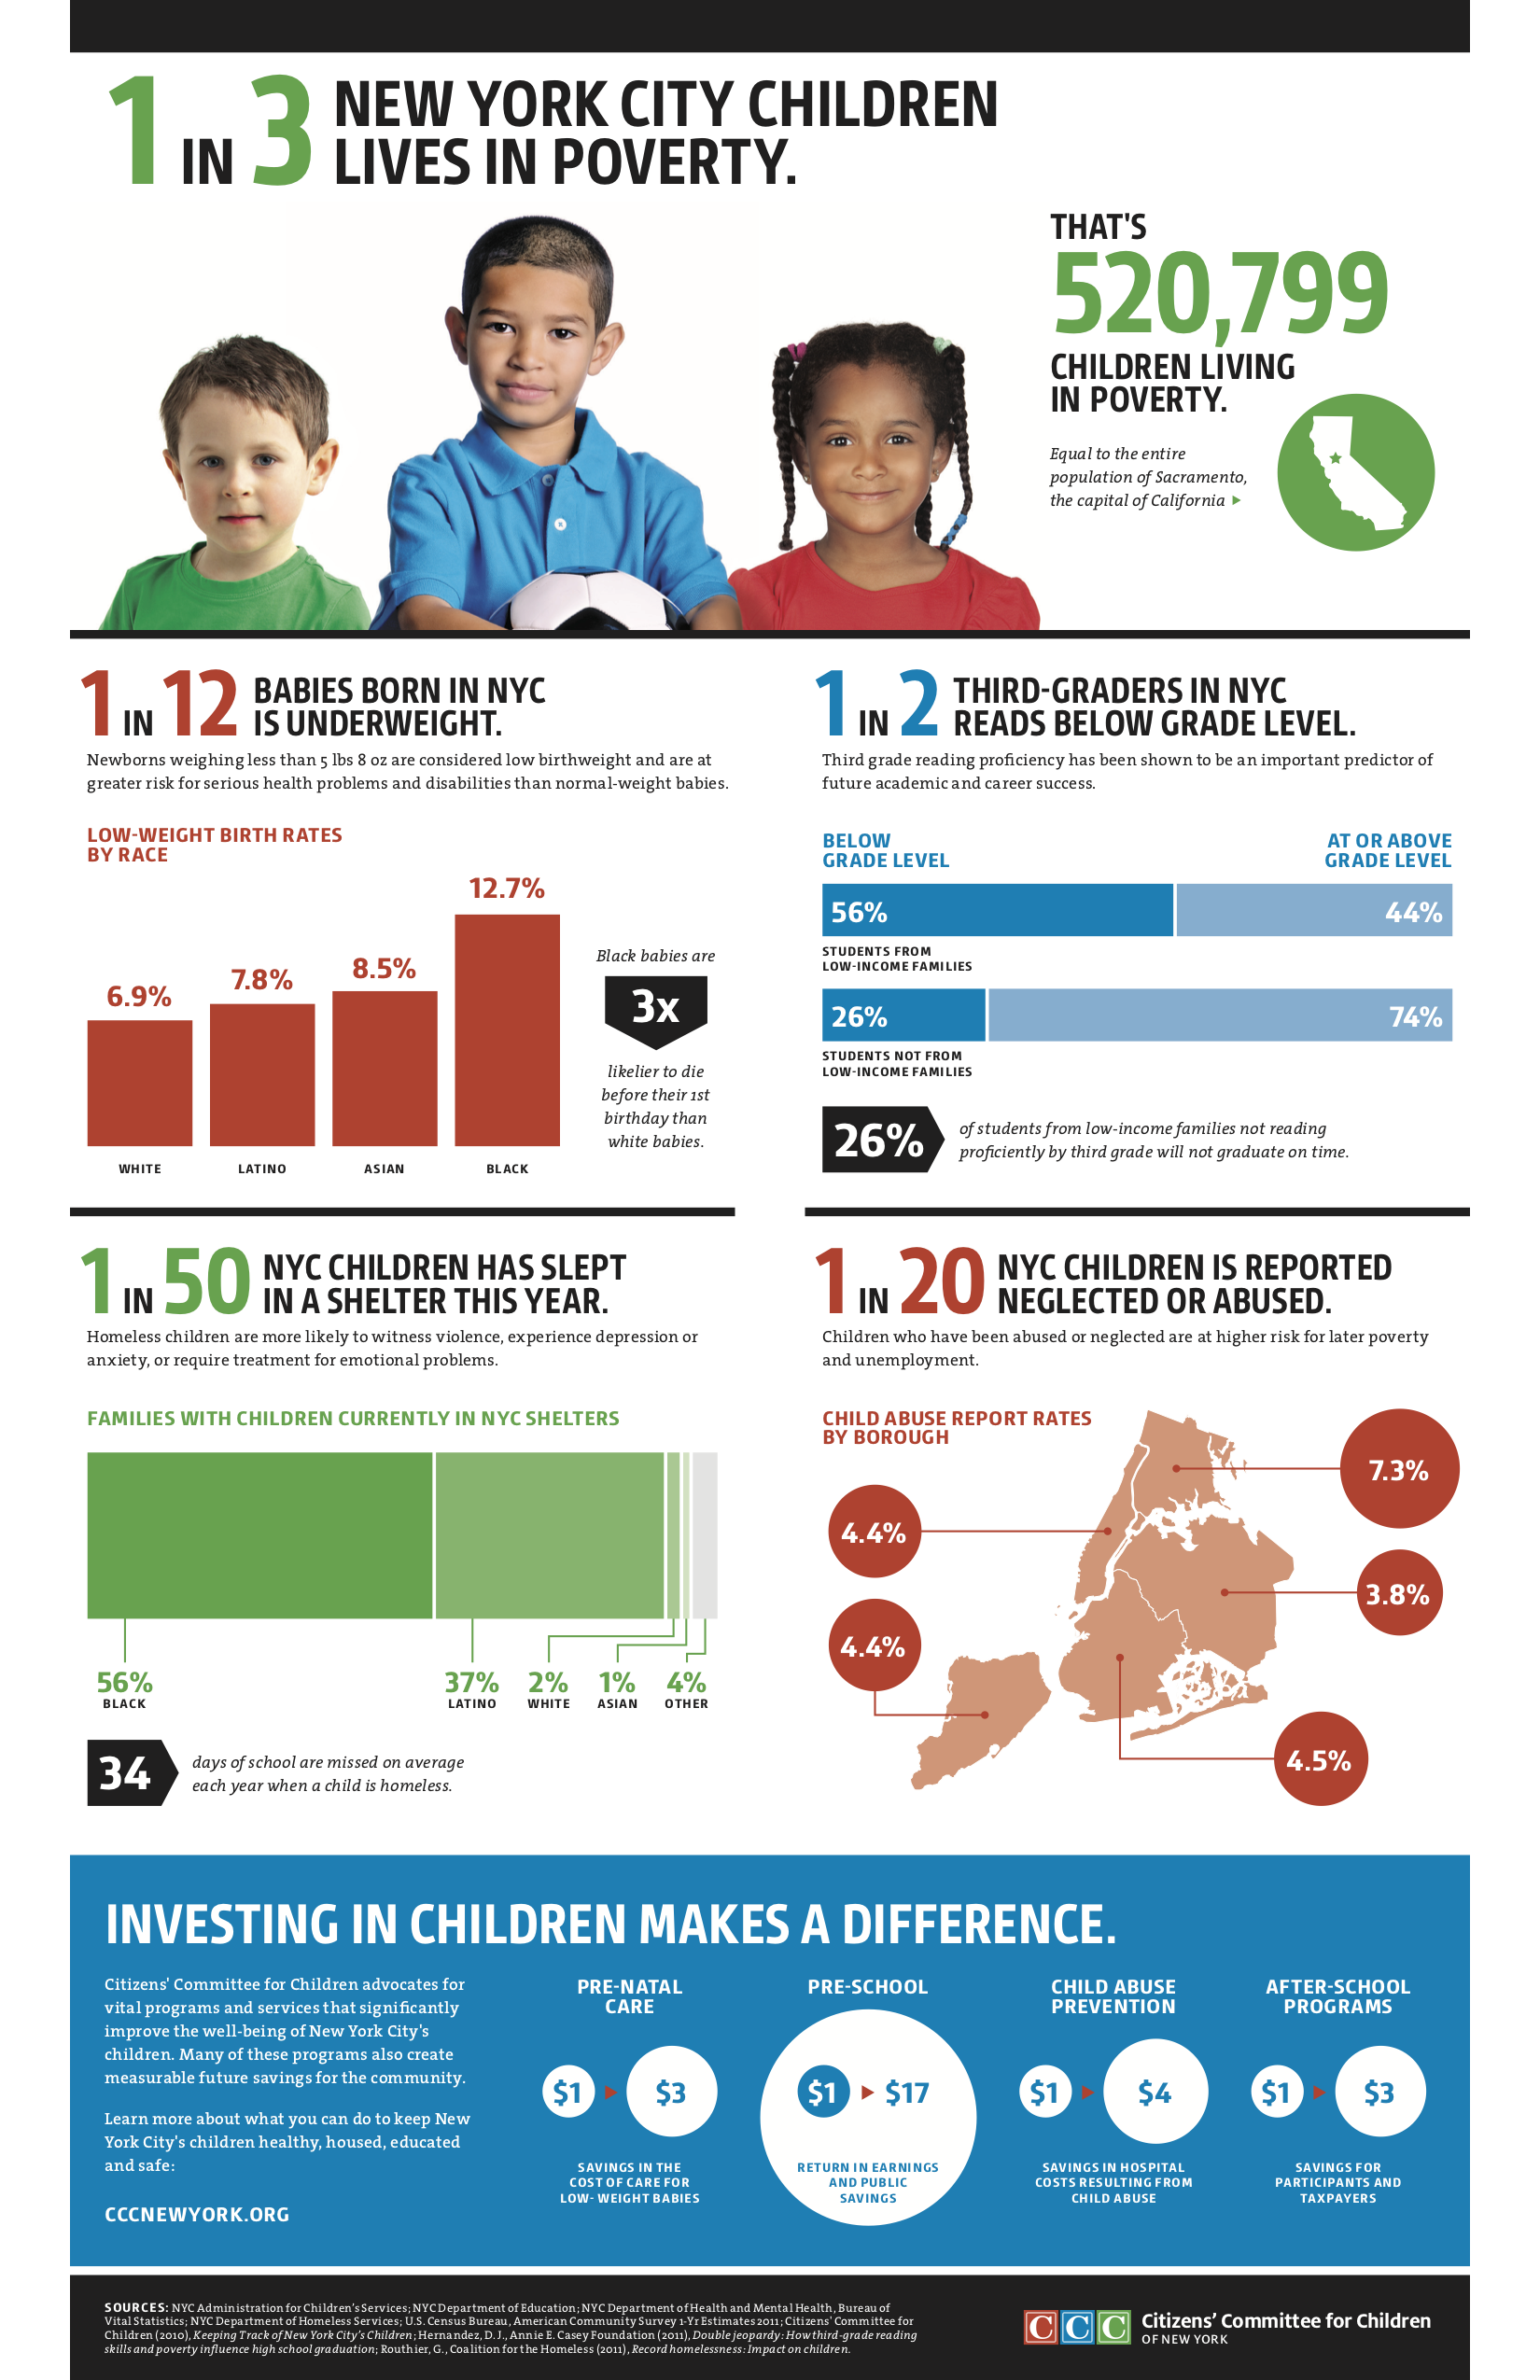 1 IN 3 NEW YORK CITY CHILDREN
LIVES IN POVERTY.
THAT'S
520,799
CHILDREN LIVING
IN POVERTY.
Equal to the entire
population of Sacramento,
the capital of California
1 IN 12 BABIES BORN IN NYC
IS UNDERWEIGHT.
Newborns weighing less than 5 lbs 8 oz are considered low birthweight and are at
greater risk for serious health problems and disabilities than normal-weight babies.
LOW-WEIGHT BIRTH RATES
BY RACE
6.9%
7.8%
8.5%
12.7%
WHITE
LATINO
ASIAN
BLACK
Black babies are
3x
likelier to die
before their 1st
birthday than
white babies.
1 IN 2 THIRD-GRADERS IN NYC
READS BELOW GRADE LEVEL.
Third grade reading proficiency has been shown to be an important predictor of
future academic and career success.
BELOW
GRADE LEVEL
AT OR ABOVE
GRADE LEVEL
56%
44%
STUDENTS FROM
LOW-INCOME FAMILIES
26%
74%
STUDENTS NOT FROM
LOW-INCOME FAMILIES
26%
of students from low-income families not reading
proficiently by third grade will not graduate on time.
1 IN 50 NYC CHILDREN HAS SLEPT
IN A SHELTER THIS YEAR.
Homeless children are more likely to witness violence, experience depression or
anxiety, or require treatment for emotional problems.
FAMILIES WITH CHILDREN CURRENTLY IN NYC SHELTERS
56%
BLACK
37%
LATINO
2%
WHITE
1%
ASIAN
4%
OTHER
34
days of school are missed on average
each year when a child is homeless.
1 IN 20 NYC CHILDREN IS REPORTED
NEGLECTED OR ABUSED.
Children who have been abused or neglected are at higher risk for later poverty
and unemployment.
CHILD ABUSE REPORT RATES
BY BOROUGH
7.3%
4.4%
3.8%
4.4%
4.5%
INVESTING IN CHILDREN MAKES A DIFFERENCE.
Citizens' Committee for Children advocates for
vital programs and services that significantly
improve the well-being of New York City's
children. Many of these programs also create
measurable future savings for the community.
Learn more about what you can do to keep New
York City's children healthy, housed, educated
and safe:
CCCNEWYORK.ORG
PRE-NATAL
CARE
$1
$3
SAVINGS IN THE
COST OF CARE FOR
LOW- WEIGHT BABIES
PRE-SCHOOL
$1
$17
RETURN IN EARNINGS
AND PUBLIC
SAVINGS
CHILD ABUSE
PREVENTION
$1
$4
SAVINGS IN HOSPITAL
COSTS RESULTING FROM
CHILD ABUSE
AFTER-SCHOOL
PROGRAMS
$1
$3
SAVINGS FOR
PARTICIPANTS AND
TAXPAYERS
SOURCES: NYC Administration for Children's Services; NYC Department of Education; NYC Department of Health and Mental Health, Bureau of
Vital Statistics; NYC Department of Homeless Services; U.S. Census Bureau, American Community Survey 1-Yr Estimates 2011; Citizens' Committee for
Children (2010), Keeping Track of New York City's Children; Hernandez, D. J., Annie E. Casey Foundation (2011), Double jeopardy: How third-grade reading
skills and poverty influence high school graduation; Routhier, G., Coalition for the Homeless (2011), Record homelessness: Impact on children.
CCC
Citizens' Committee for Children
OF NEW YORK